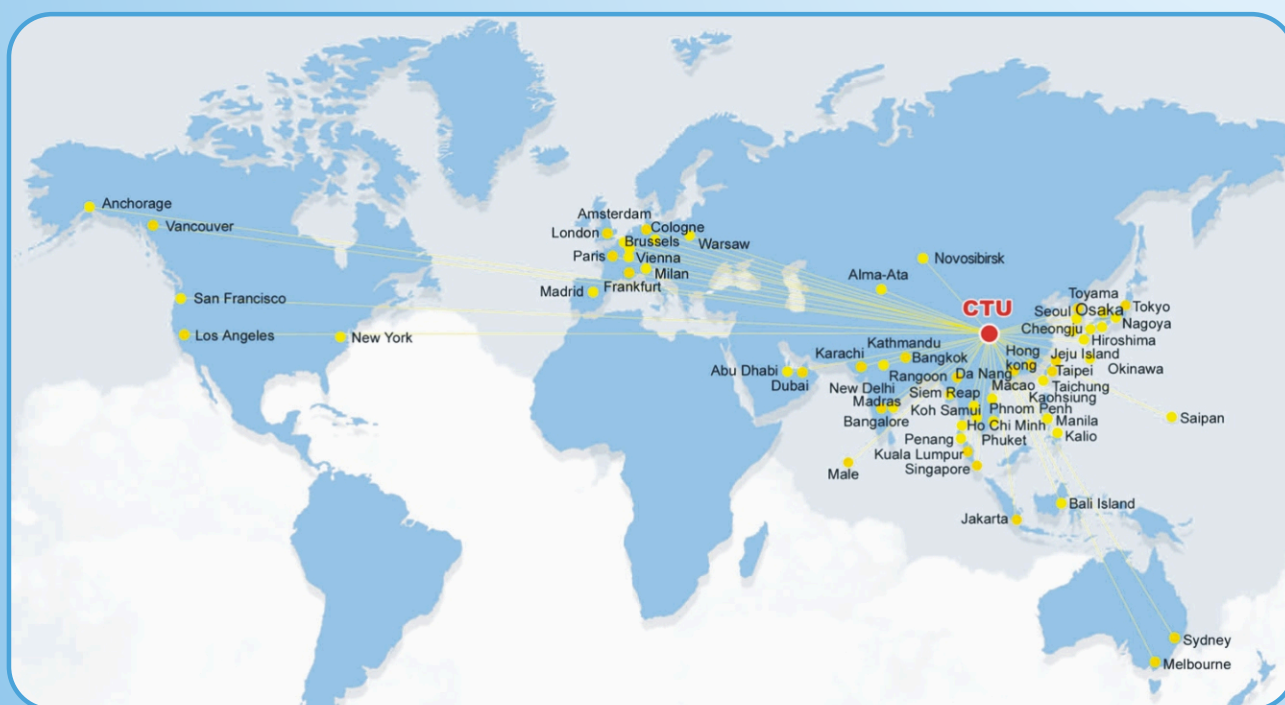 Anchorage
Vancouver
San Francisco
Los Angeles
New York
Amsterdam
London
Cologne
Brussels
Warsaw
Paris
Vienna
Milan
Frankfurt
Madrid
Novosibirsk
Alma-Ata
CTU
Toyama
Seoul
Osaka
Tokyo
Cheongju
Nagoya
Hiroshima
Kathmandu
Karachi
Bangkok
Hong
kong
Jeju Island
Okinawa
Abu Dhabi
Dubai
Rangoon
Da Nang
Taipei
New Delhi
Siem Reap
Macao
Taichung
Madras
Kaohsiung
Koh Samui
Phnom Penh
Bangalore
Ho Chi Minh
Manila
Saipan
Penang
Phuket
Kalio
Kuala Lumpur
Male
Singapore
Bali Island
Jakarta
Sydney
Melbourne